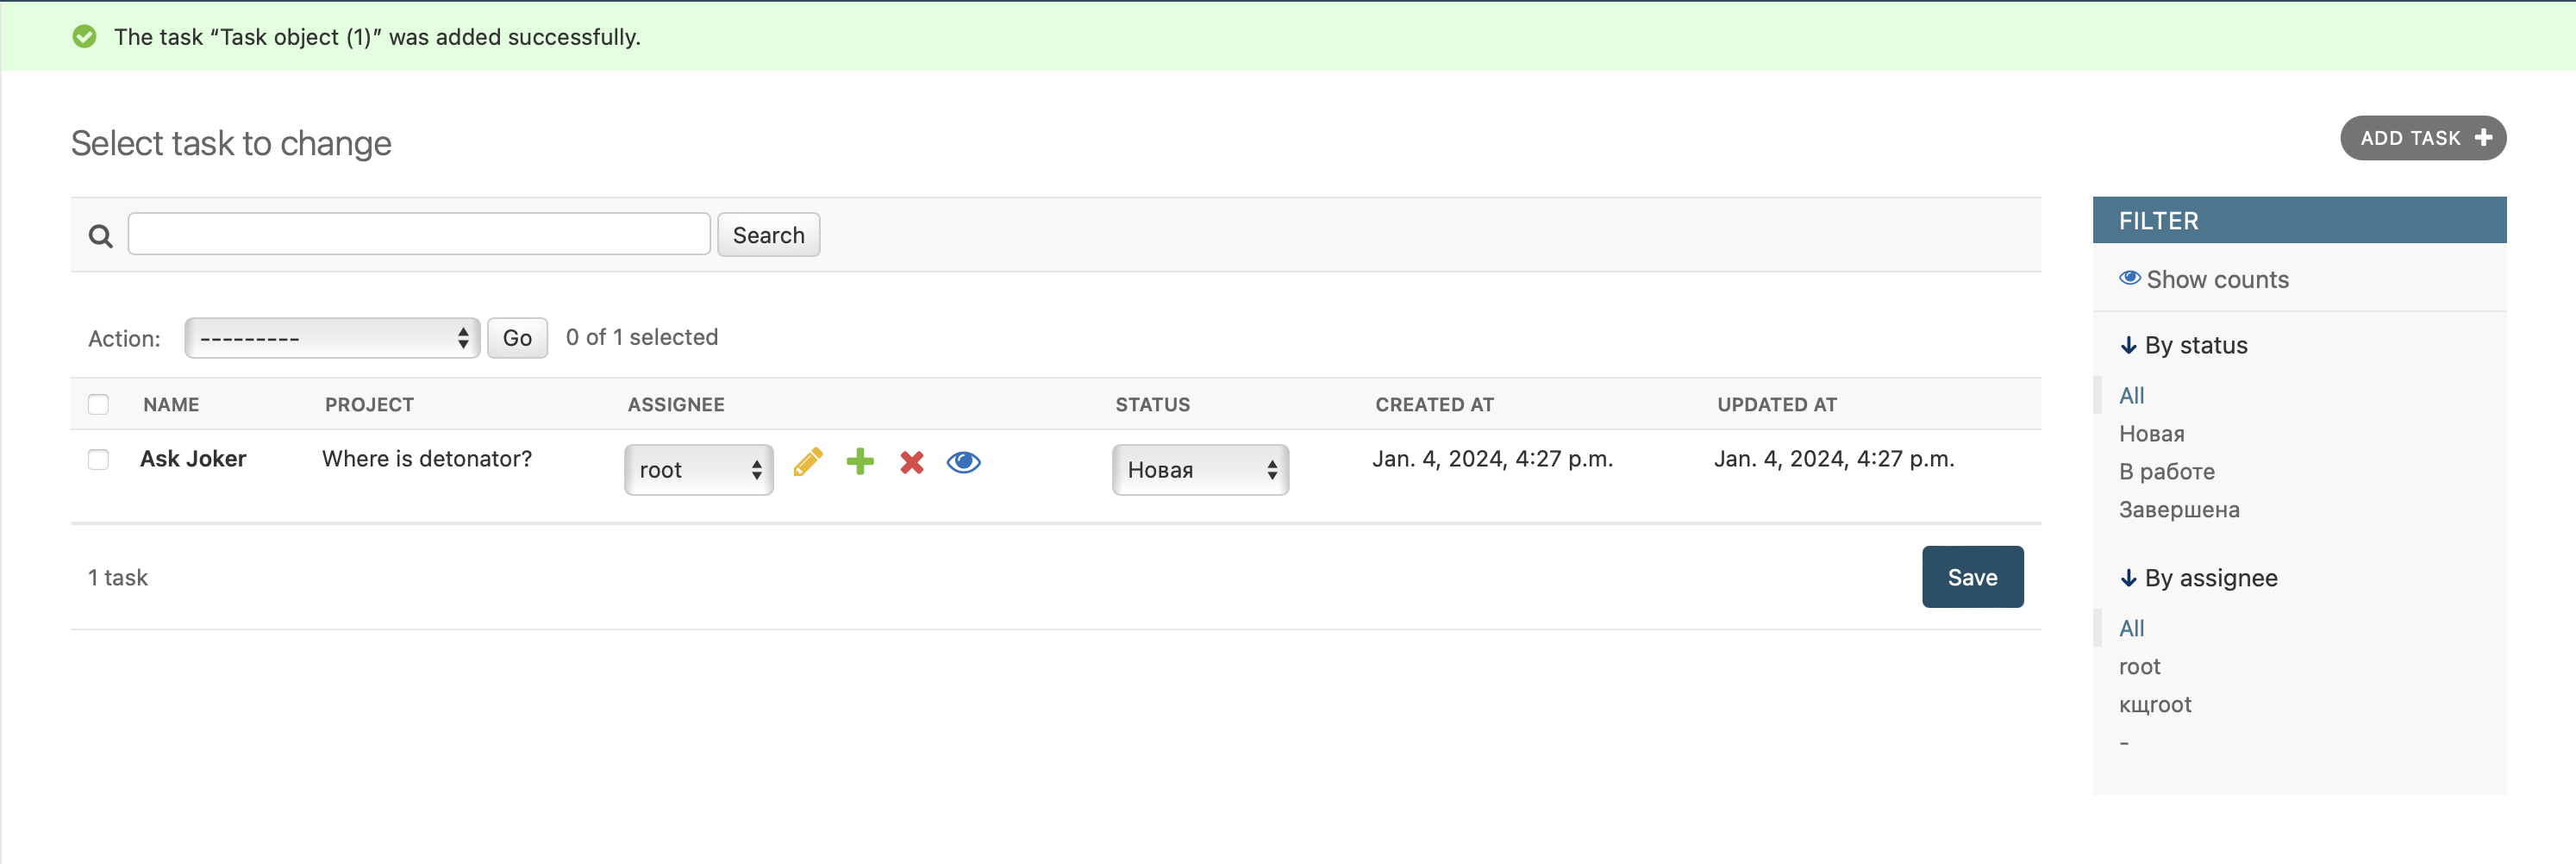 The task “Task object (1)” was added successfully.
Select task to change
ADD TASK
Search
Action: --------- Go 0 of 1 selected
NAME PROJECT ASSIGNEE STATUS CREATED AT UPDATED AT
Ask Joker Where is detonator? root Новая Jan. 4, 2024, 4:27 p.m. Jan. 4, 2024, 4:27 p.m.
1 task
Save
FILTER
Show counts
By status
All
Новая
В работе
Завершена
By assignee
All
root
кщroot
-